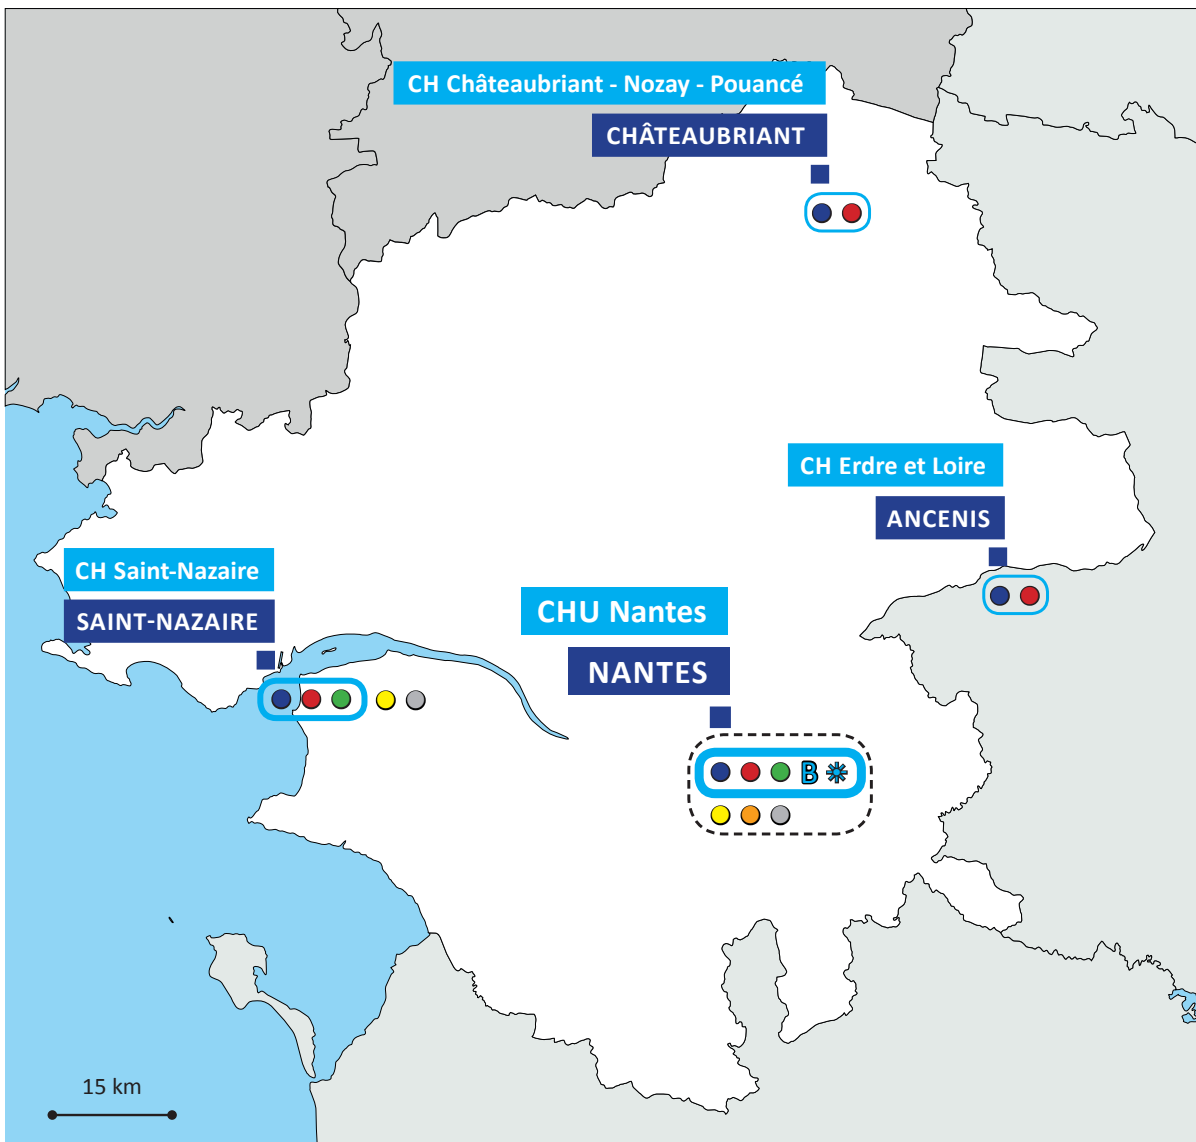 CH Châteaubriant - Nozay - Pouancé
CHÂTEAUBRIANT
CH Erdre et Loire
ANCENIS
CH Saint-Nazaire
SAINT-NAZAIRE
CHU Nantes
NANTES
B
15 km